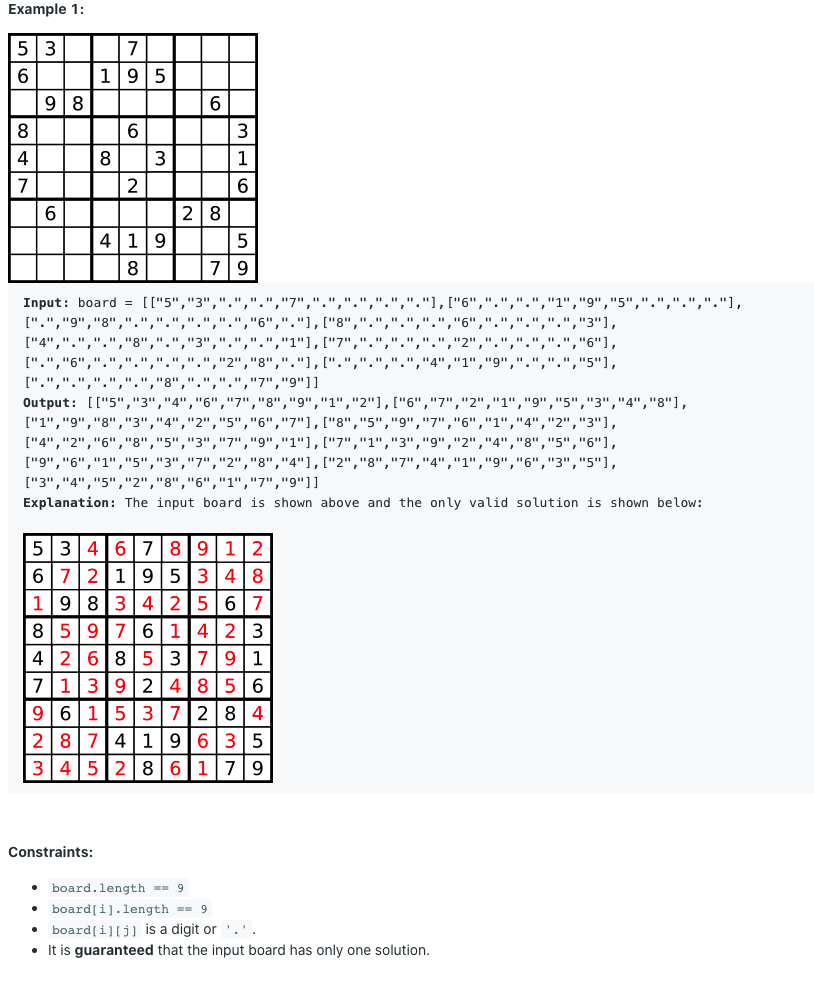 Example 1:
5 3 7
6 1 9 5
9 8 6
8 6 3
4 8 3 1
7 2 6
6 2 8
4 1 9 5
8 7 9
Input: board = [["5","3",".",".","7",".",".",".","."],["6",".",".","1","9","5",".",".","."],
[".","9","8",".",".",".",".","6","."],["8",".",".",".","6",".",".",".","3"],
["4",".",".","8",".","3",".",".","1"],["7",".",".",".","2",".",".",".","6"],
[".","6",".",".",".",".","2","8","."],[".",".",".","4","1","9",".",".","5"],
[".",".",".",".","8",".",".","7","9"]]
Output: [["5","3","4","6","7","8","9","1","2"],["6","7","2","1","9","5","3","4","8"],
["1","9","8","3","4","2","5","6","7"],["8","5","9","7","6","1","4","2","3"],
["4","2","6","8","5","3","7","9","1"],["7","1","3","9","2","4","8","5","6"],
["9","6","1","5","3","7","2","8","4"],["2","8","7","4","1","9","6","3","5"],
["3","4","5","2","8","6","1","7","9"]]
Explanation: The input board is shown above and the only valid solution is shown below:
5 3 4 6 7 8 9 1 2
6 7 2 1 9 5 3 4 8
1 9 8 3 4 2 5 6 7
8 5 9 7 6 1 4 2 3
4 2 6 8 5 3 7 9 1
7 1 3 9 2 4 8 5 6
9 6 1 5 3 7 2 8 4
2 8 7 4 1 9 6 3 5
3 4 5 2 8 6 1 7 9
Constraints:
• board.length == 9
• board[i].length == 9
• board[i][j] is a digit or '.'.
• It is guaranteed that the input board has only one solution.